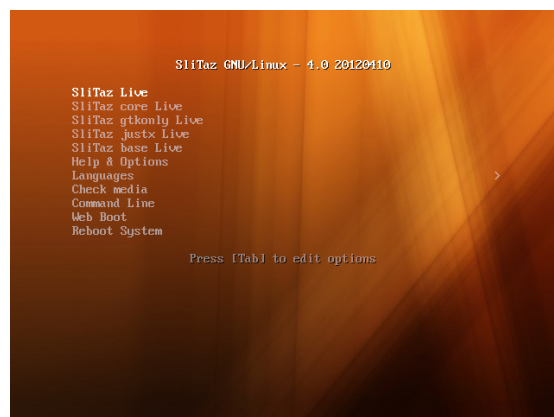 SliTaz GNU/Linux - 4.0 20120410
SliTaz Live
SliTaz core Live
SliTaz gtkonly Live
SliTaz justx Live
SliTaz base Live
Help & Options
Languages >
Check media
Command Line
Web Boot
Reboot System
Press [Tab] to edit options